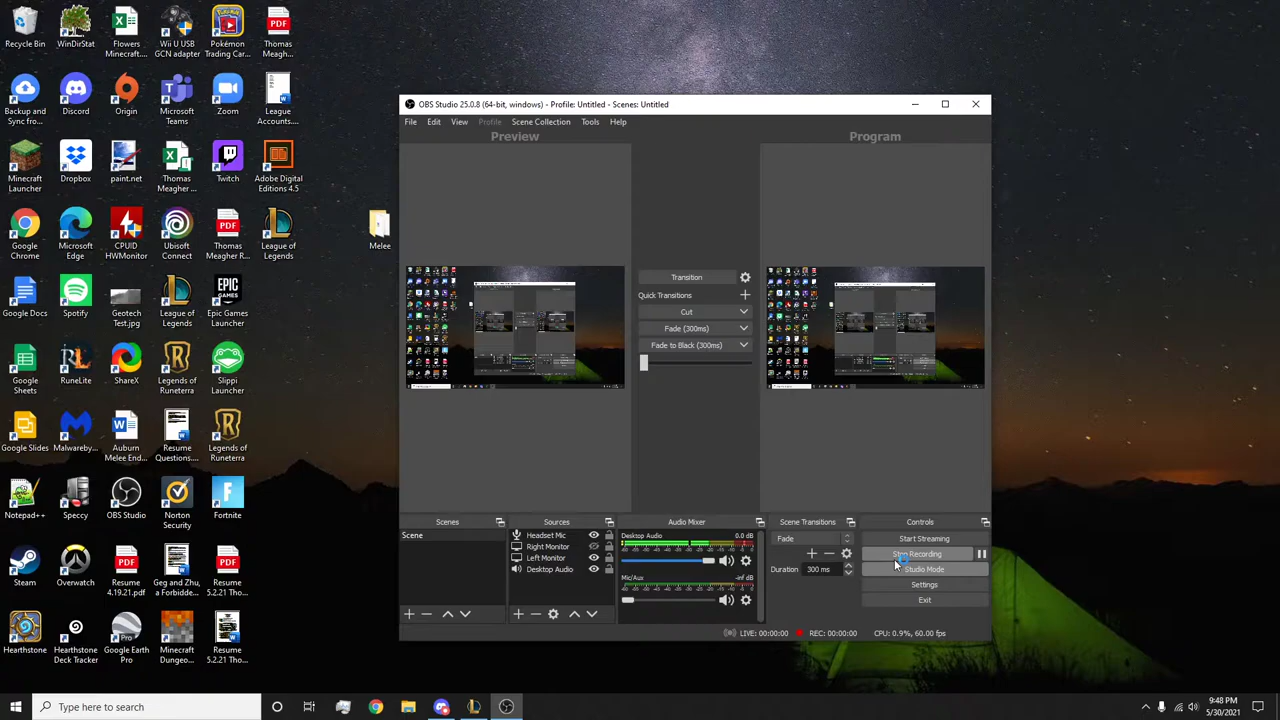 Recycle Bin
WinDirStat
Flowers
Minecraft....
Wii U USB
GCN adapter
Pokémon
Trading Car...
Thomas
Meagh...
Backup and
Sync fro...
Discord
Origin
Microsoft
Teams
Zoom
League
Accounts...
Minecraft
Launcher
Dropbox
paint.net
Thomas
Meagher ...
Twitch
Adobe Digital
Editions 4.5
Google
Chrome
Microsoft
Edge
CPUID
HWMonitor
Ubisoft
Connect
Thomas
Meagher R...
League of
Legends
Melee
Google Docs
Spotify
Geotech
Test.jpg
League of
Legends
Epic Games
Launcher
Google
Sheets
RuneLite
ShareX
Legends of
Runeterra
Slippi
Launcher
Google Slides
Malwareby...
Auburn
Melee End...
Resume
Questions....
Legends of
Runeterra
Notepad++
Speccy
OBS Studio
Norton
Security
Fortnite
Steam
Overwatch
Resume
4.19.21.pdf
Geg and Zhu,
a Forbidde...
Resume
5.2.21 Tho...
Hearthstone
Hearthstone
Deck Tracker
Google Earth
Pro
Minecraft
Dungeo...
Resume
5.2.21 Tho...
OBS Studio 25.0.8 (64-bit, windows) - Profile: Untitled - Scenes: Untitled
File Edit View Profile Scene Collection Tools Help
Preview
Program
Transition
Quick Transitions
Cut
Fade (300ms)
Fade to Black (300ms)
Scenes
Scene
Sources
Headset Mic
Right Monitor
Left Monitor
Desktop Audio
Audio Mixer
Desktop Audio 0.0 dB
Mic/Aux -inf dB
Scene Transitions
Fade
Duration 300 ms
Controls
Start Streaming
Stop Recording
Studio Mode
Settings
Exit
LIVE: 00:00:00 REC: 00:00:00 CPU: 0.9%, 60.00 fps
Type here to search
9:48 PM
5/30/2021